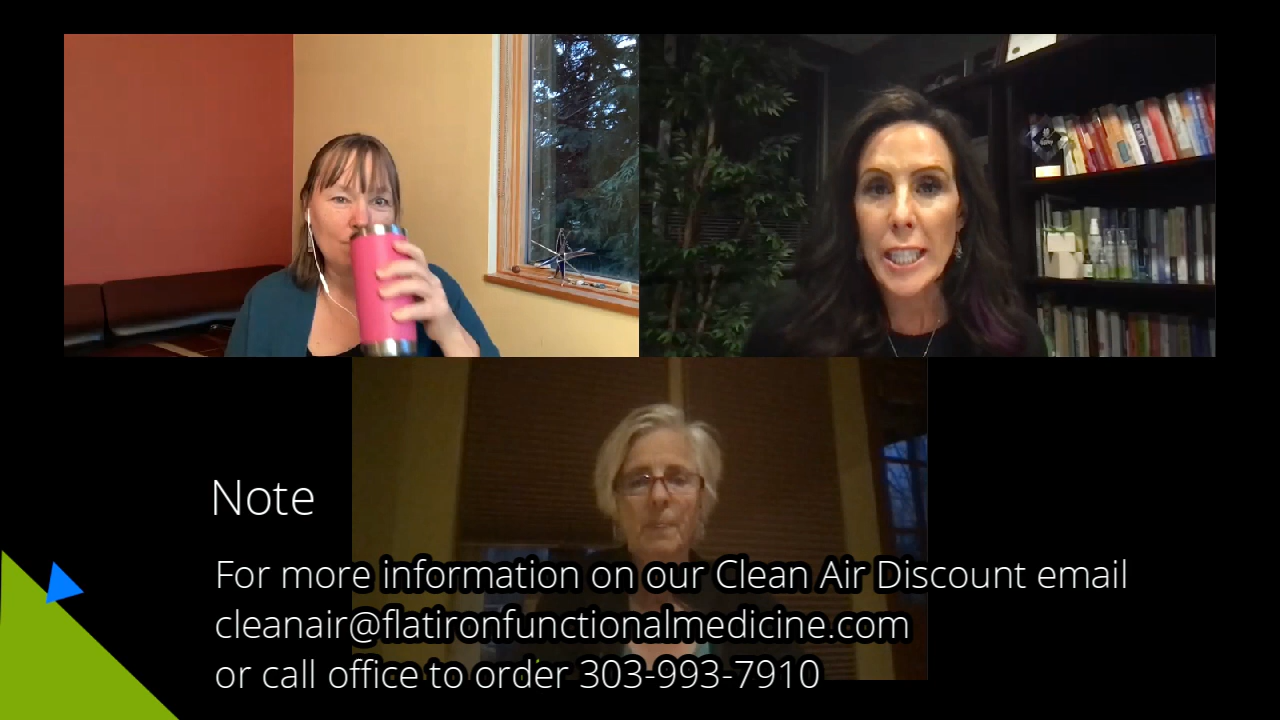 Note
For more information on our Clean Air Discount email
cleanair@flatironfunctionalmedicine.com
or call office to order 303-993-7910